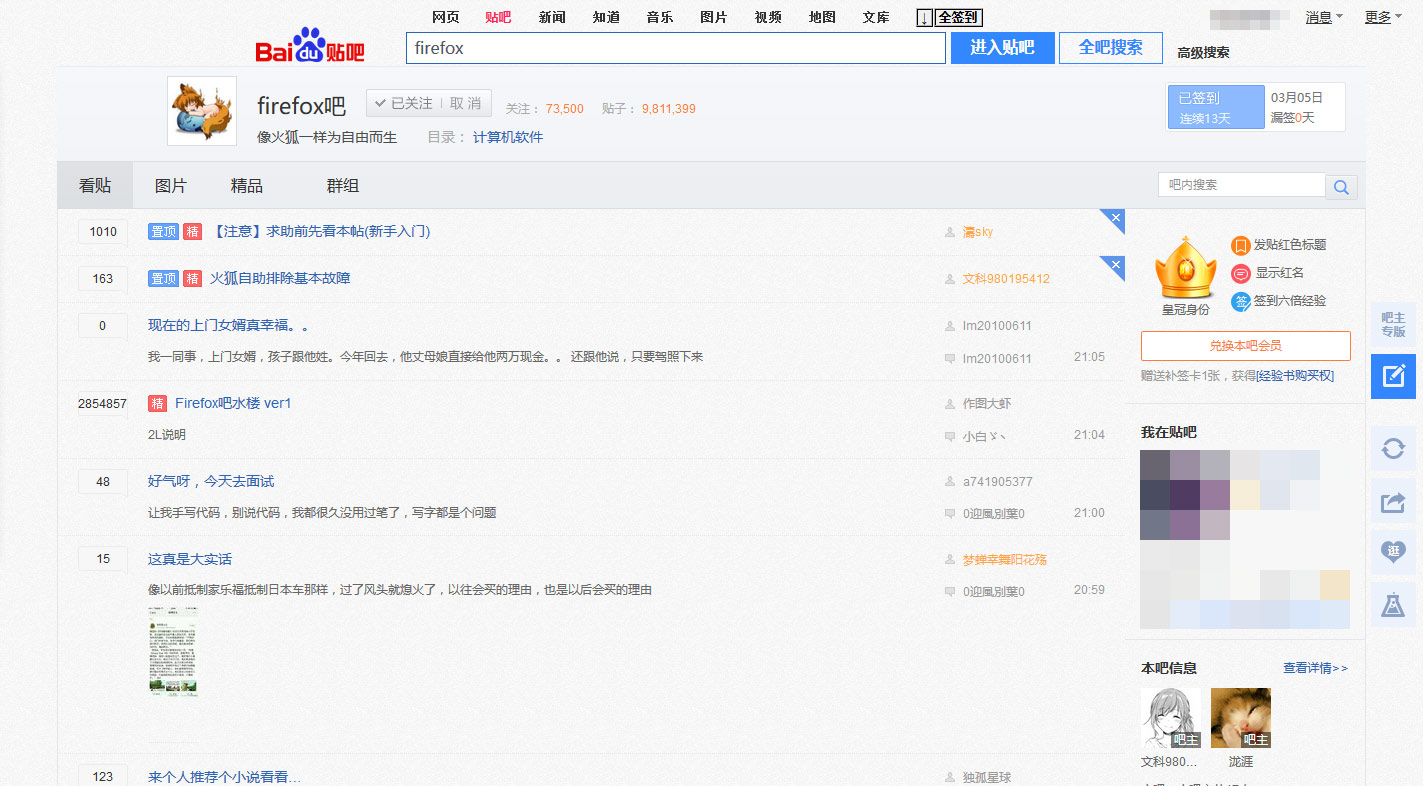 网页 贴吧 新闻 知道 音乐 图片 视频 地图 文库 ↓ 全签到
消息 更多
Bai du 贴吧
firefox 进入贴吧 全吧搜索 高级搜索
firefox吧 已关注 取消 关注： 73,500 贴子： 9,811,399
像火狐一样为自由而生 目录： 计算机软件
已签到 03月05日
连续13天 漏签0天
看贴 图片 精品 群组 吧内搜索
1010 置顶 精 【注意】求助前先看本帖(新手入门)
163 置顶 精 火狐自助排除基本故障 文科980195412
0 现在的上门女婿真幸福。。 lm20100611
我一同事，上门女婿，孩子跟他姓。今年回去，他丈母娘直接给他两万现金。。 还跟他说，只要驾照下来 lm20100611 21:05
2854857 精 Firefox吧水楼 ver1 作图大虾
2L说明 小白ゞ丶 21:04
48 好气呀，今天去面试 a741905377
让我手写代码，别说代码，我都很久没用过笔了，写字都是个问题 0迎風別葉0 21:00
15 这真是大实话 梦蝉幸舞阳花殇
像以前抵制家乐福抵制日本车那样，过了风头就熄火了，以往会买的理由，也是以后会买的理由 0迎風別葉0 20:59
123 来个人推荐个小说看看… 独孤星球
发贴红色标题
显示红名
签 签到六倍经验
皇冠身份
兑换本吧会员
赠送补签卡1张，获得[经验书购买权]
我在贴吧
本吧信息 查看详情>>
吧主 吧主
文科980... 泷涯
吧主
专版
逛